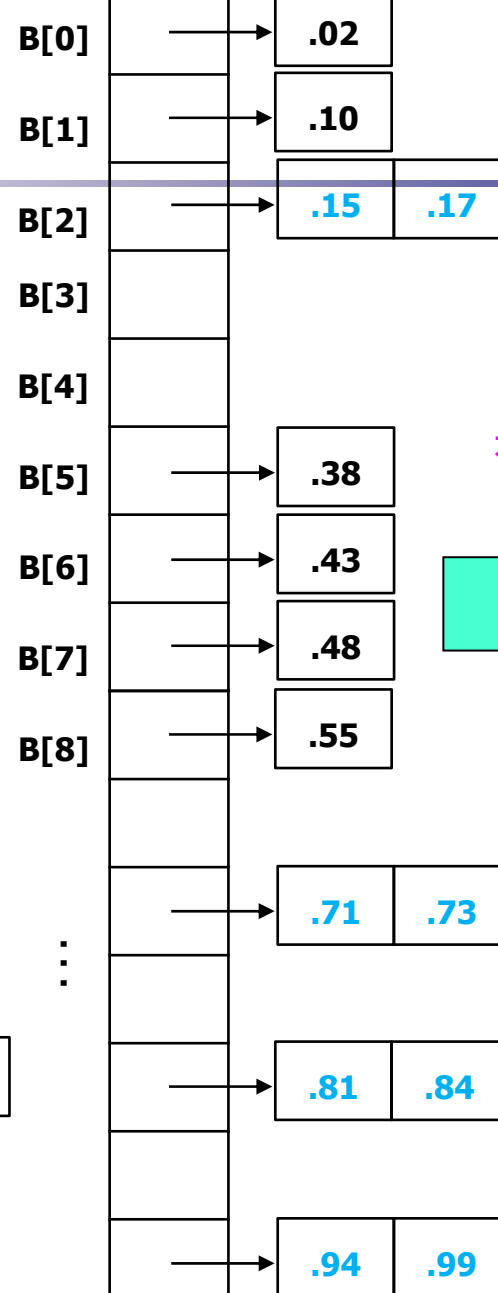 B[0] .02
B[1] .10
B[2] .15 .17
B[3]
B[4]
B[5] .38
B[6] .43
B[7] .48
B[8] .55
.71 .73
⋮
.81 .84
.94 .99